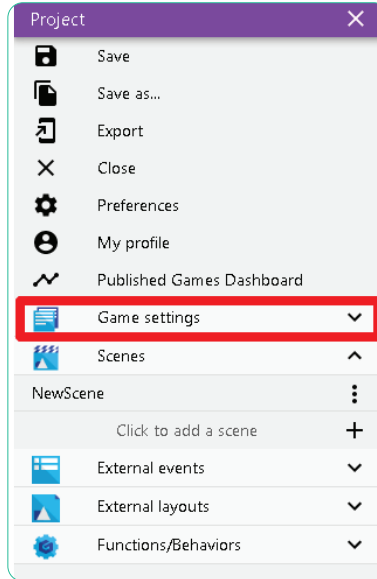 Project
Save
Save as...
Export
Close
Preferences
My profile
Published Games Dashboard
Game settings
Scenes
NewScene
Click to add a scene
External events
External layouts
Functions/Behaviors